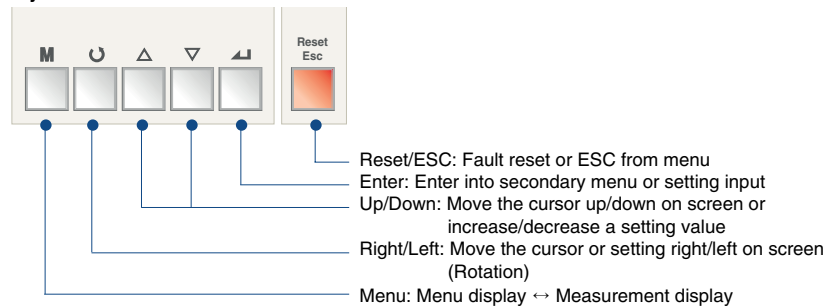 M
Reset
Esc
Reset/ESC: Fault reset or ESC from menu
Enter: Enter into secondary menu or setting input
Up/Down: Move the cursor up/down on screen or
increase/decrease a setting value
Right/Left: Move the cursor or setting right/left on screen
(Rotation)
Menu: Menu display ↔ Measurement display